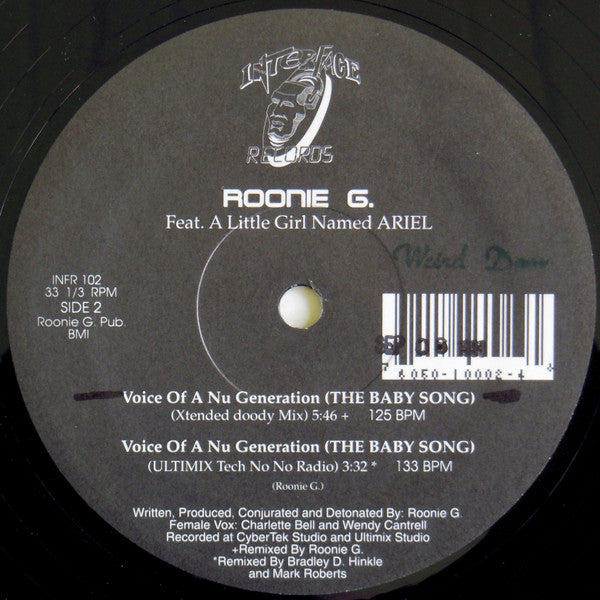 INTERFACE
RECORDS
ROONIE G.
Feat. A Little Girl Named ARIEL
Weird
INFR 102
33 1/3 RPM
SIDE 2
Roonie G. Pub.
BMI
SEP 08
Voice Of A Nu Generation (THE BABY SONG)
(Xtended doody Mix) 5:46 + 125 BPM
Voice Of A Nu Generation (THE BABY SONG)
(ULTIMIX Tech No No Radio) 3:32 * 133 BPM
(Roonie G.)
Written, Produced, Conjurated and Detonated By: Roonie G.
Female Vox: Charlette Bell and Wendy Cantrell
Recorded at CyberTek Studio and Ultimix Studio
+Remixed By Roonie G.
*Remixed By Bradley D. Hinkle
and Mark Roberts